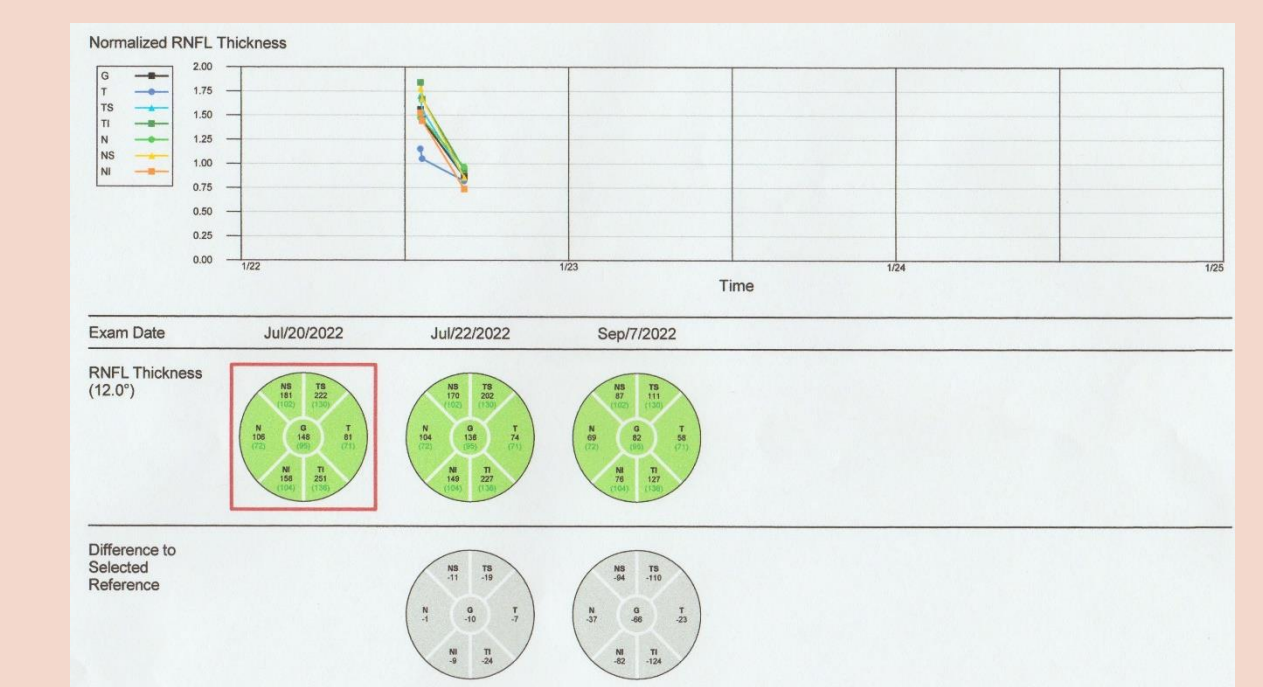 Normalized RNFL Thickness
G
T
TS
TI
N
NS
NI
2.00
1.75
1.50
1.25
1.00
0.75
0.50
0.25
0.00
1/22 1/23 1/24 1/25
Time
Exam Date Jul/20/2022 Jul/22/2022 Sep/7/2022
RNFL Thickness
(12.0°)
NS TS
181 222
(102) (130)
N G T
106 148 81
(72) (95) (71)
NI TI
158 251
(104) (138)
NS TS
170 202
(102) (130)
N G T
104 138 74
(72) (95) (71)
NI TI
149 227
(104) (138)
NS TS
87 111
(102) (130)
N G T
69 82 58
(72) (95) (71)
NI TI
76 127
(104) (138)
Difference to
Selected
Reference
NS TS
-11 -19
N G T
-1 -10 -7
NI TI
-9 -24
NS TS
-94 -110
N G T
-37 -66 -23
NI TI
-82 -124